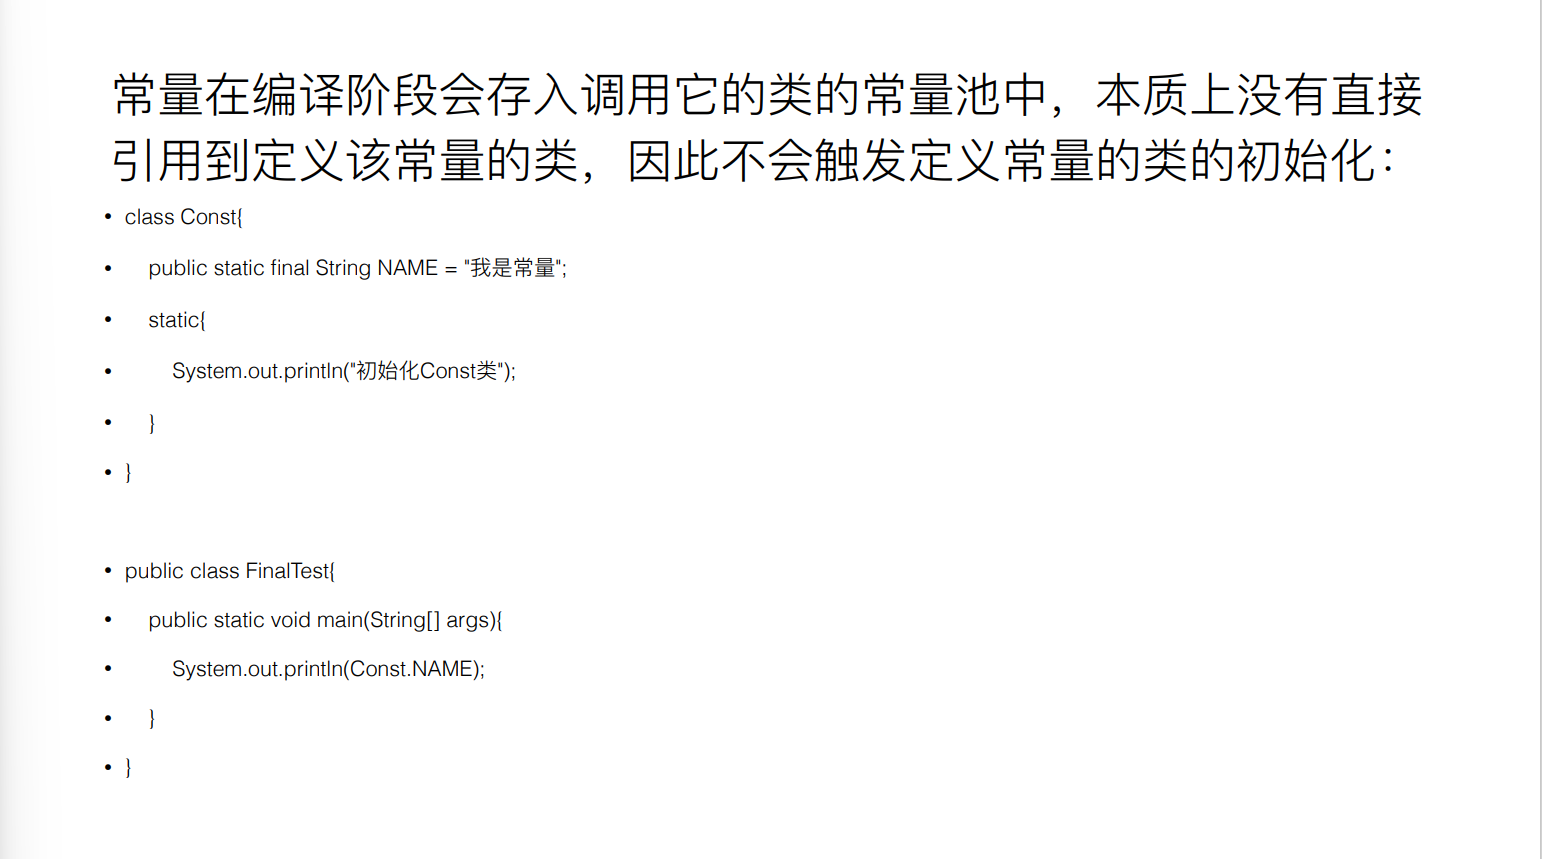 常量在编译阶段会存入调用它的类的常量池中，本质上没有直接
引用到定义该常量的类，因此不会触发定义常量的类的初始化：
• class Const{
•     public static final String NAME = "我是常量";
•     static{
•         System.out.println("初始化Const类");
•     }
• }
• public class FinalTest{
•     public static void main(String[] args){
•         System.out.println(Const.NAME);
•     }
• }